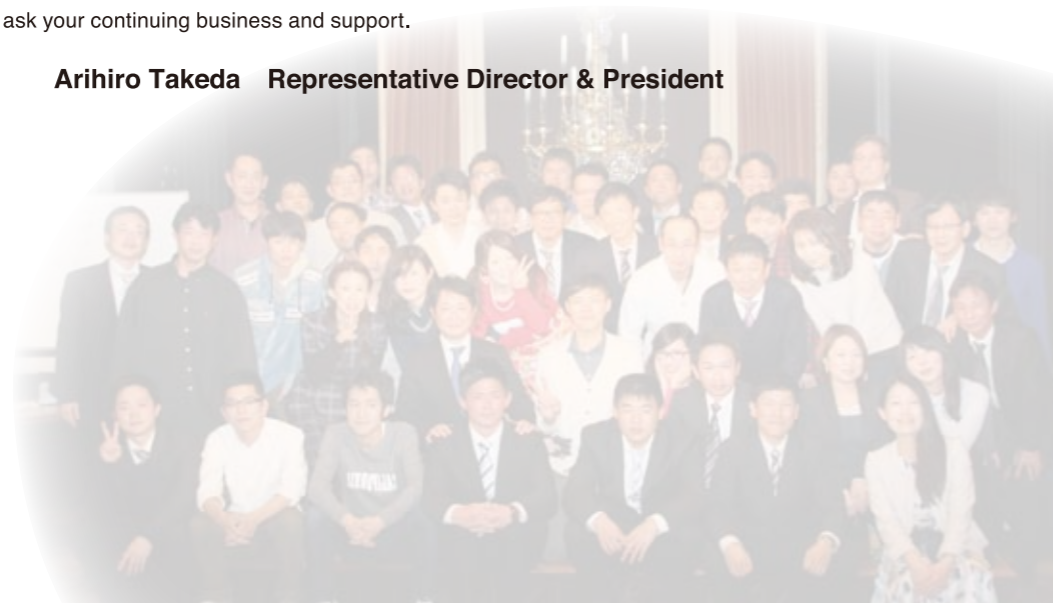 ask your continuing business and support.
Arihiro Takeda Representative Director & President